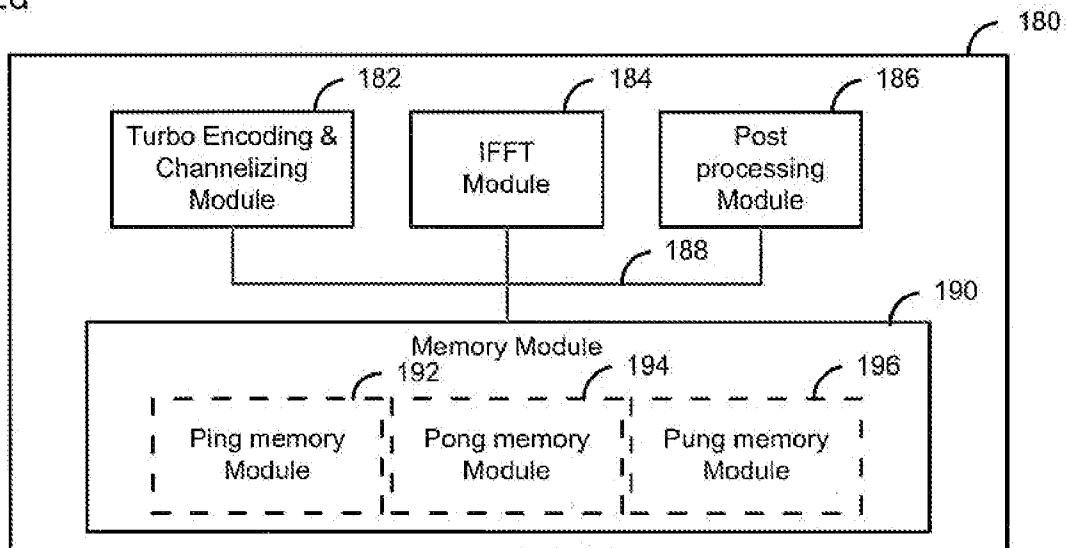 180
182
184
186
Turbo Encoding &
Channelizing
Module
IFFT
Module
Post
processing
Module
188
190
Memory Module
192
194
196
Ping memory
Module
Pong memory
Module
Pung memory
Module